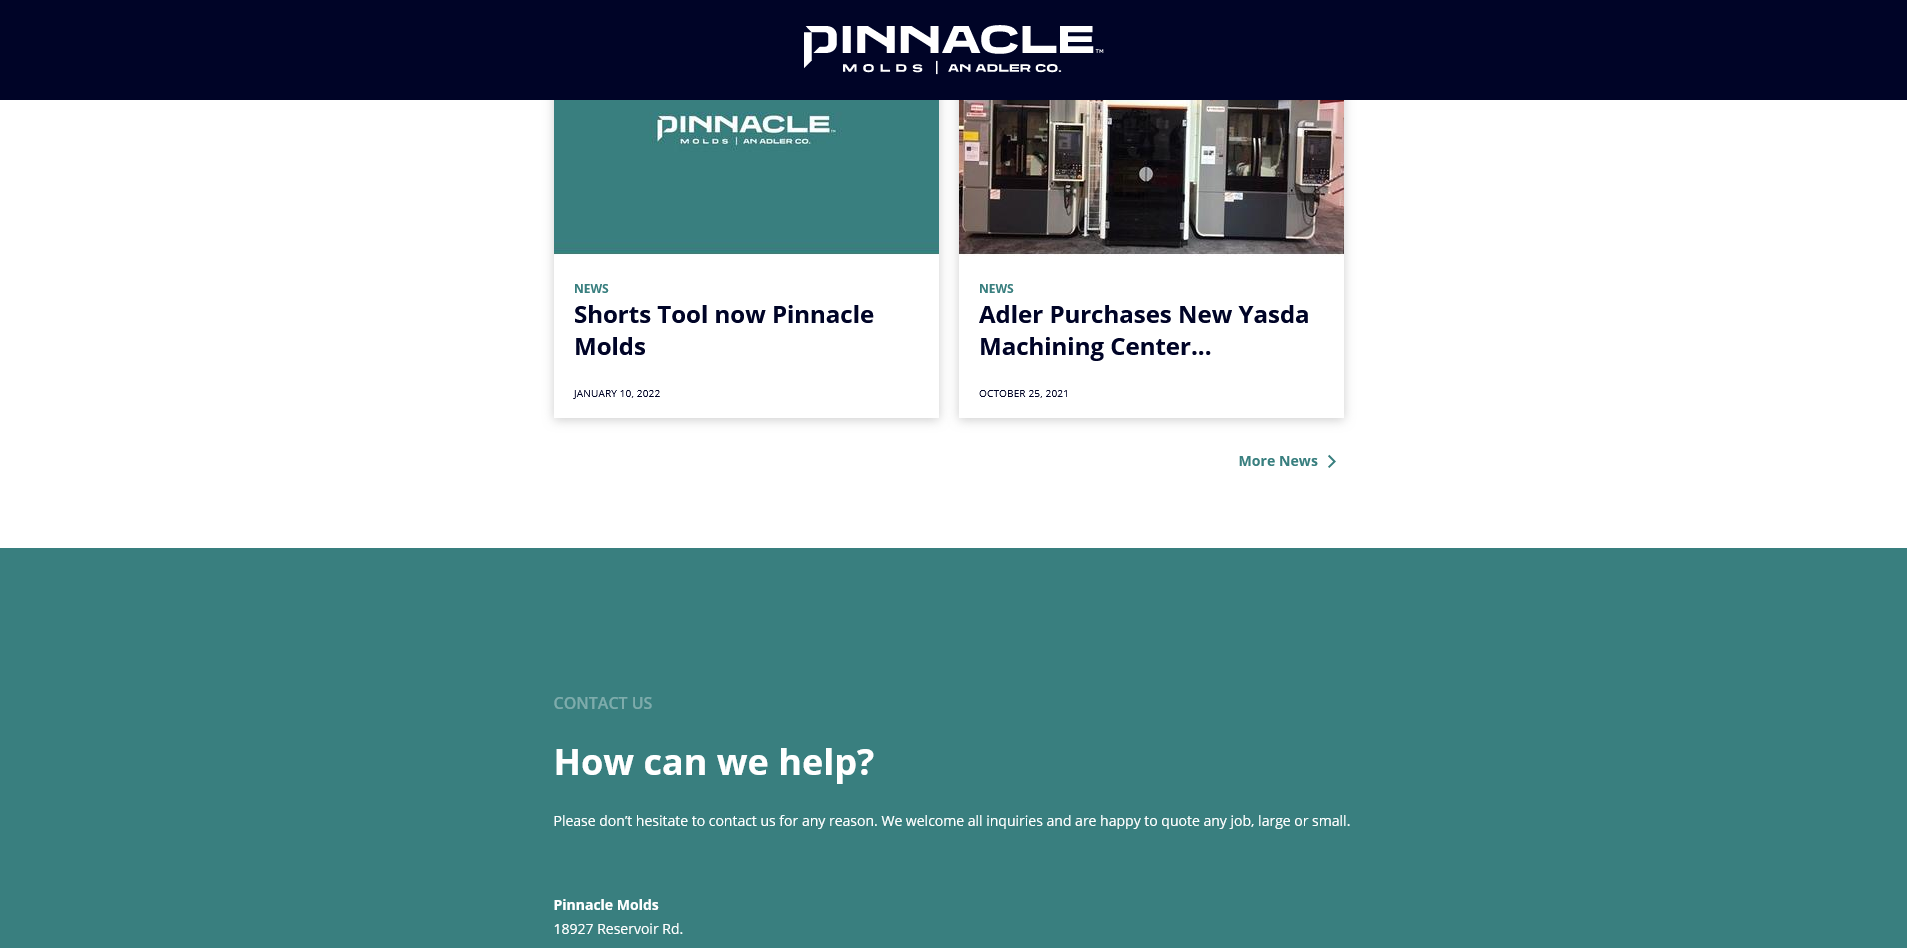 PINNACLE™
MOLDS | AN ADLER CO.
PINNACLE™
MOLDS | AN ADLER CO.
NEWS
Shorts Tool now Pinnacle
Molds
JANUARY 10, 2022
NEWS
Adler Purchases New Yasda
Machining Center...
OCTOBER 25, 2021
More News
CONTACT US
How can we help?
Please don't hesitate to contact us for any reason. We welcome all inquiries and are happy to quote any job, large or small.
Pinnacle Molds
18927 Reservoir Rd.